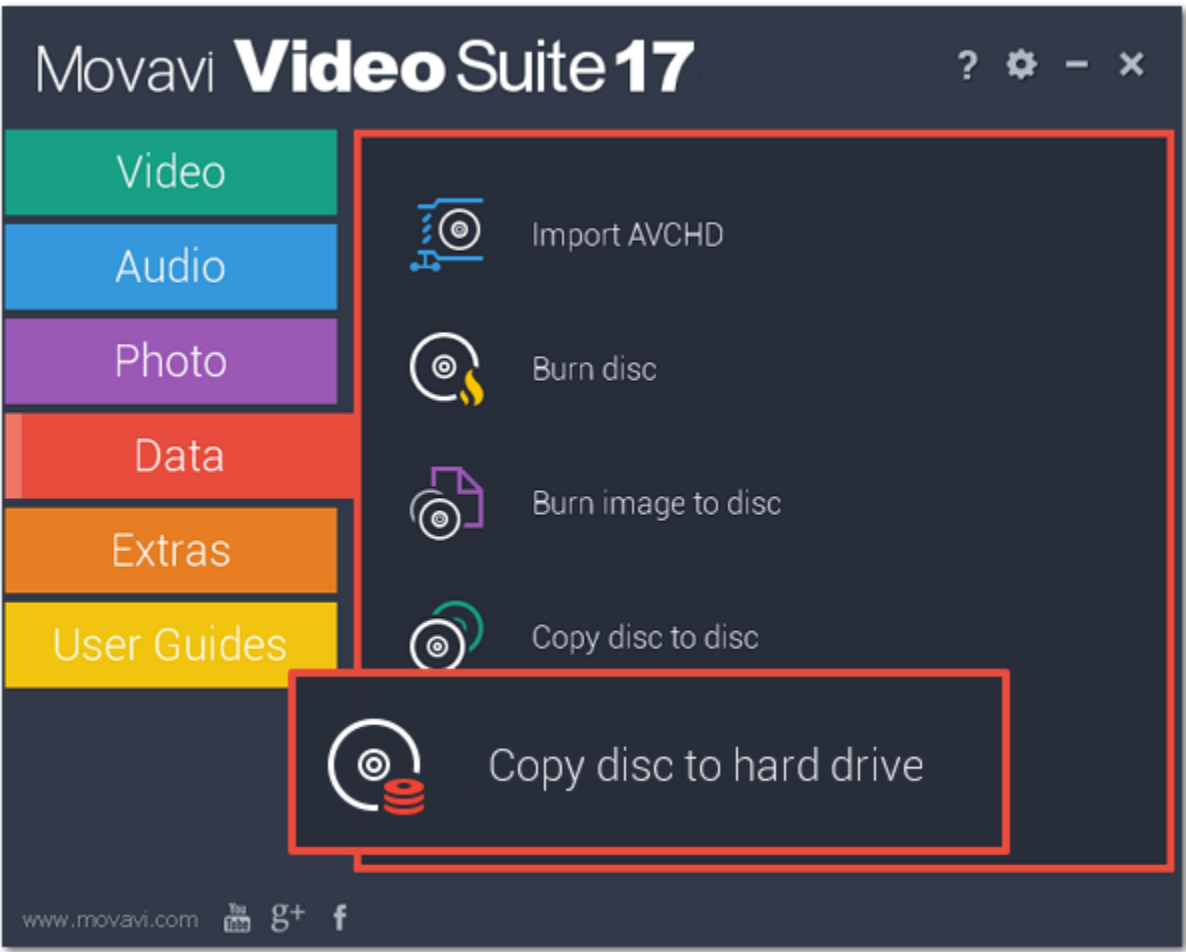 Movavi Video Suite 17
?
Video
Audio
Photo
Data
Extras
User Guides
Import AVCHD
Burn disc
Burn image to disc
Copy disc to disc
Copy disc to hard drive
www.movavi.com You Tube g+ f